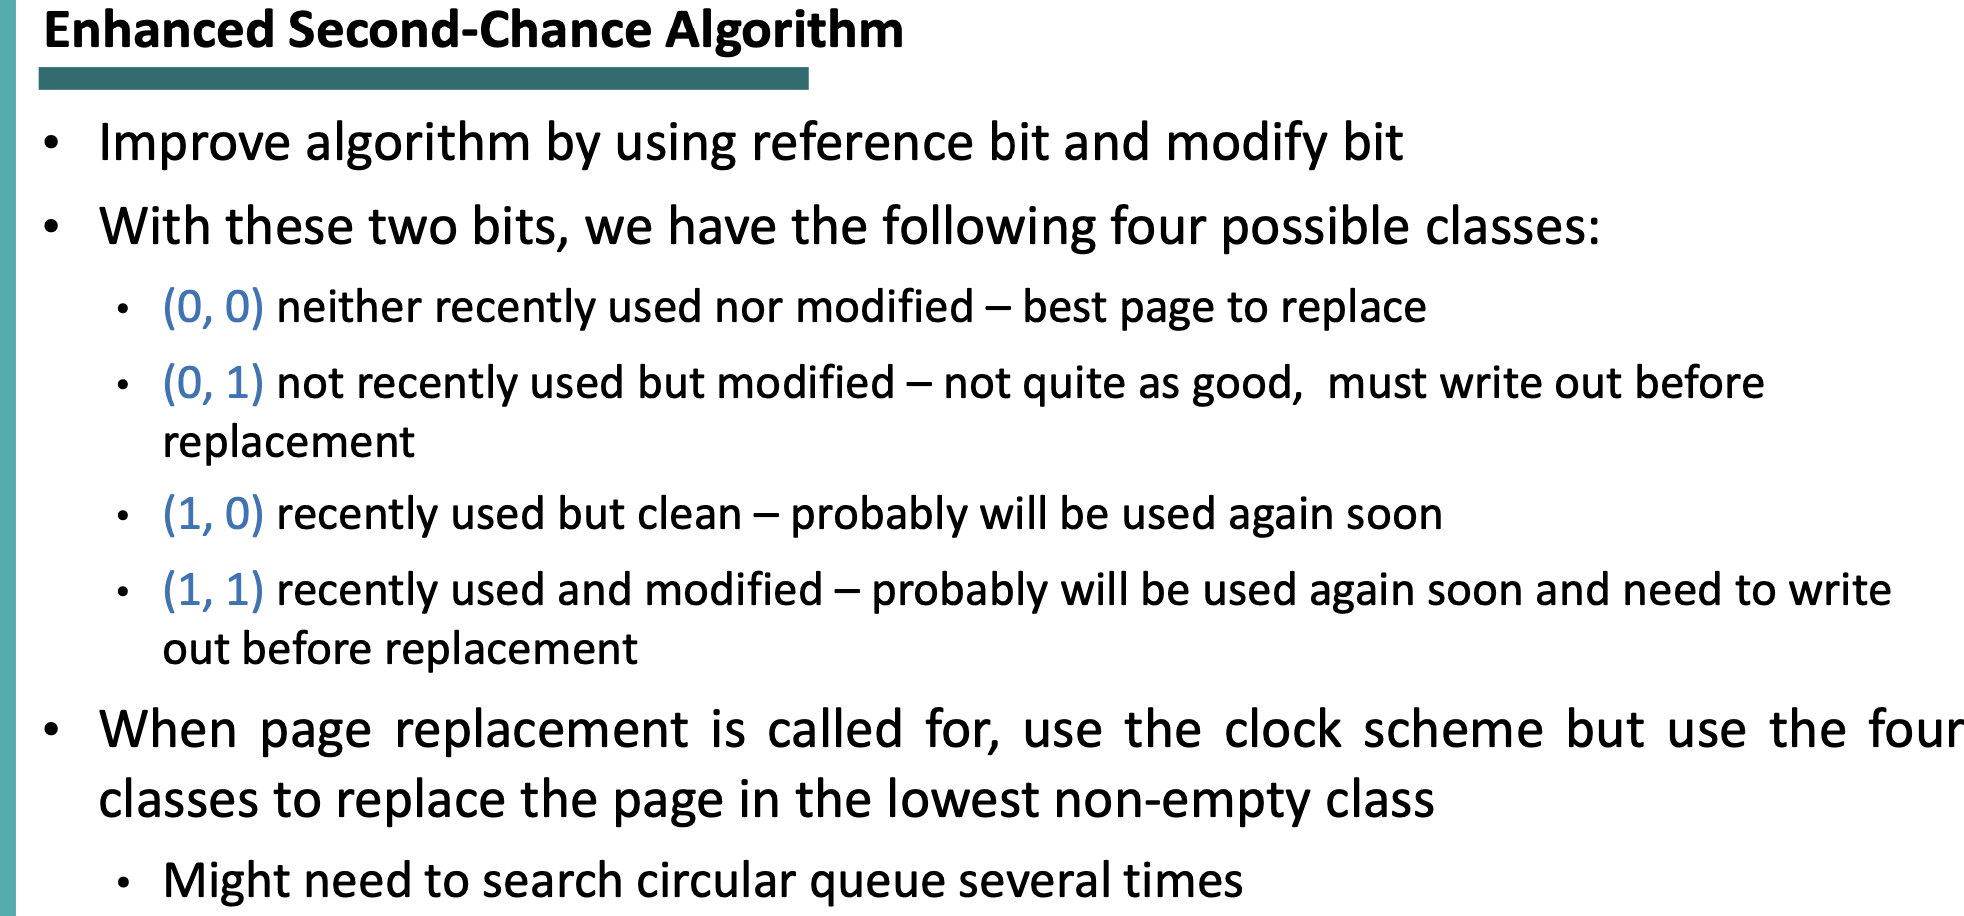 Enhanced Second-Chance Algorithm
• Improve algorithm by using reference bit and modify bit
• With these two bits, we have the following four possible classes:
• (0, 0) neither recently used nor modified – best page to replace
• (0, 1) not recently used but modified – not quite as good,  must write out before
replacement
• (1, 0) recently used but clean – probably will be used again soon
• (1, 1) recently used and modified – probably will be used again soon and need to write
out before replacement
• When page replacement is called for, use the clock scheme but use the four
classes to replace the page in the lowest non-empty class
• Might need to search circular queue several times